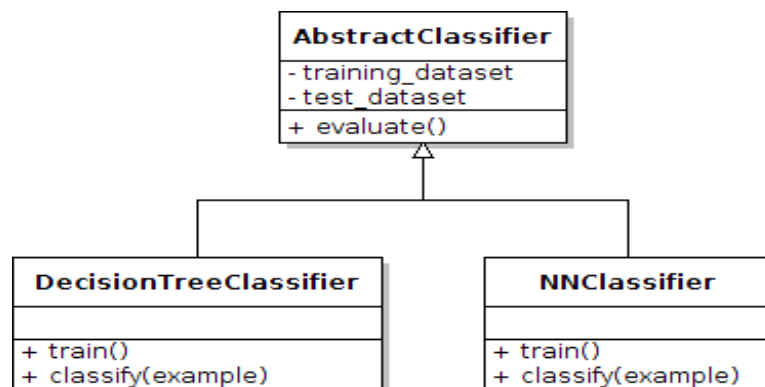 AbstractClassifier
- training_dataset
- test_dataset
+ evaluate()
DecisionTreeClassifier
+ train()
+ classify(example)
NNClassifier
+ train()
+ classify(example)